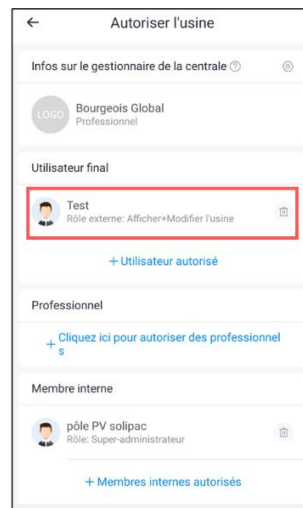 Autoriser l'usine
Infos sur le gestionnaire de la centrale ?
LOGO
Bourgeois Global
Professionnel
Utilisateur final
Test
Rôle externe: Afficher+Modifier l'usine
+ Utilisateur autorisé
Professionnel
+ Cliquez ici pour autoriser des professionnel
s
Membre interne
pôle PV solipac
Rôle: Super-administrateur
+ Membres internes autorisés